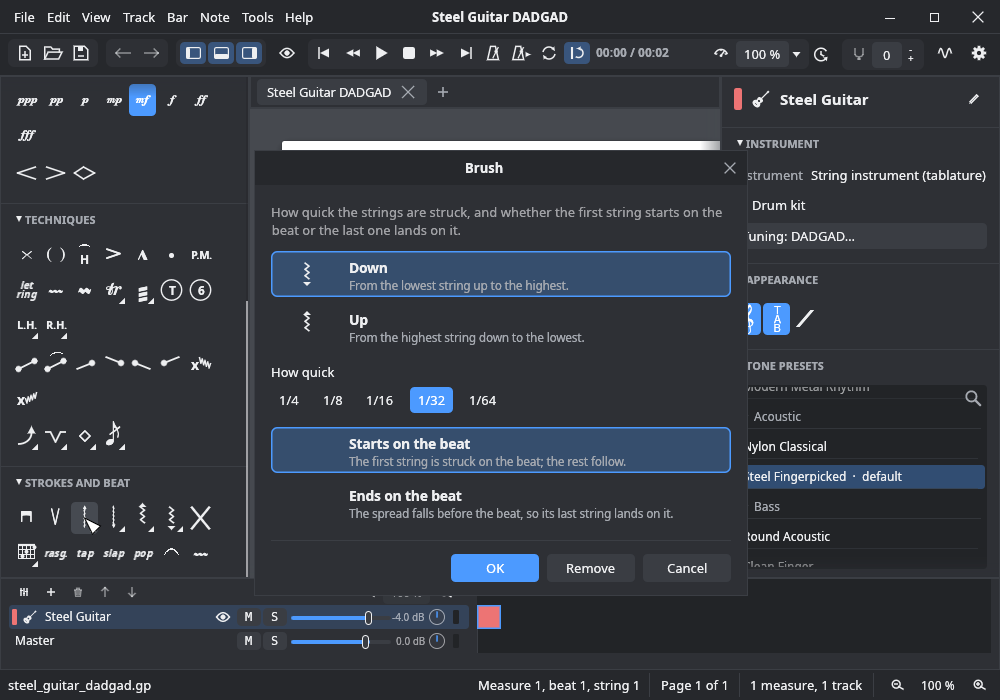 File Edit View Track Bar Note Tools Help
Steel Guitar DADGAD
00:00 / 00:02
100 %
0
ppp pp p mp mf f ff
fff
Steel Guitar DADGAD
Steel Guitar
INSTRUMENT
strument String instrument (tablature)
Drum kit
uning: DADGAD...
APPEARANCE
TAB
TONE PRESETS
Modern Metal Rhythm
Acoustic
Nylon Classical
Steel Fingerpicked · default
Bass
Round Acoustic
Clean Finger
TECHNIQUES
H P.M.
let ring tr T 6
L.H. R.H.
STROKES AND BEAT
rasg. tap slap pop
Brush
How quick the strings are struck, and whether the first string starts on the
beat or the last one lands on it.
Down
From the lowest string up to the highest.
Up
From the highest string down to the lowest.
How quick
1/4 1/8 1/16 1/32 1/64
Starts on the beat
The first string is struck on the beat; the rest follow.
Ends on the beat
The spread falls before the beat, so its last string lands on it.
OK Remove Cancel
Steel Guitar M S -4.0 dB
Master M S 0.0 dB
steel_guitar_dadgad.gp
Measure 1, beat 1, string 1
Page 1 of 1
1 measure, 1 track
100 %